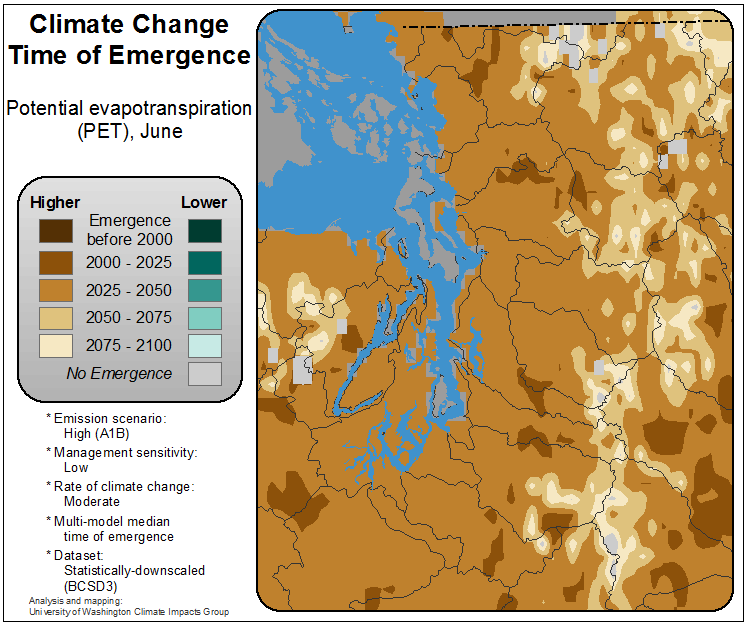 Climate Change
Time of Emergence
Potential evapotranspiration
(PET), June
Higher Lower
Emergence
before 2000
2000 - 2025
2025 - 2050
2050 - 2075
2075 - 2100
No Emergence
* Emission scenario:
High (A1B)
* Management sensitivity:
Low
* Rate of climate change:
Moderate
* Multi-model median
time of emergence
* Dataset:
Statistically-downscaled
(BCSD3)
Analysis and mapping:
University of Washington Climate Impacts Group